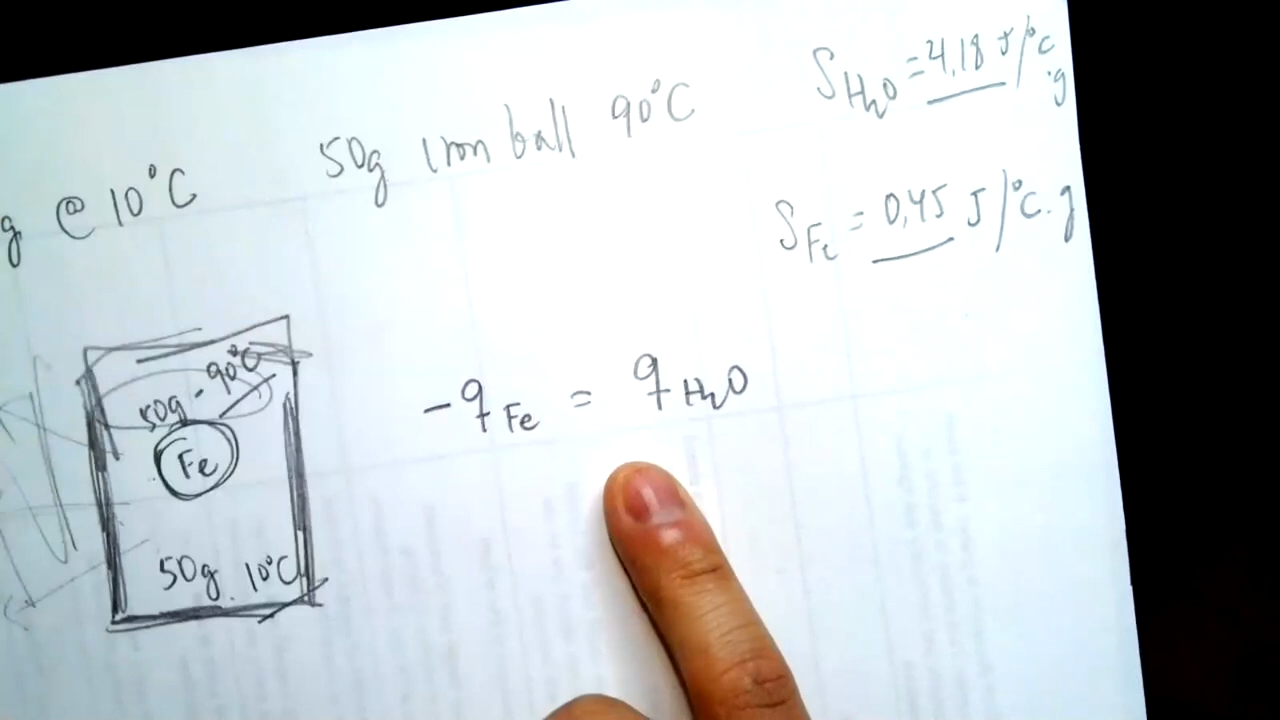 g @ 10°C
50g iron ball 90°C
S H₂O = 4,18 J/°C·g
S Fe = 0,45 J/°C.g
50g - 90°C
Fe
50g 10°C
-q Fe = q H₂O